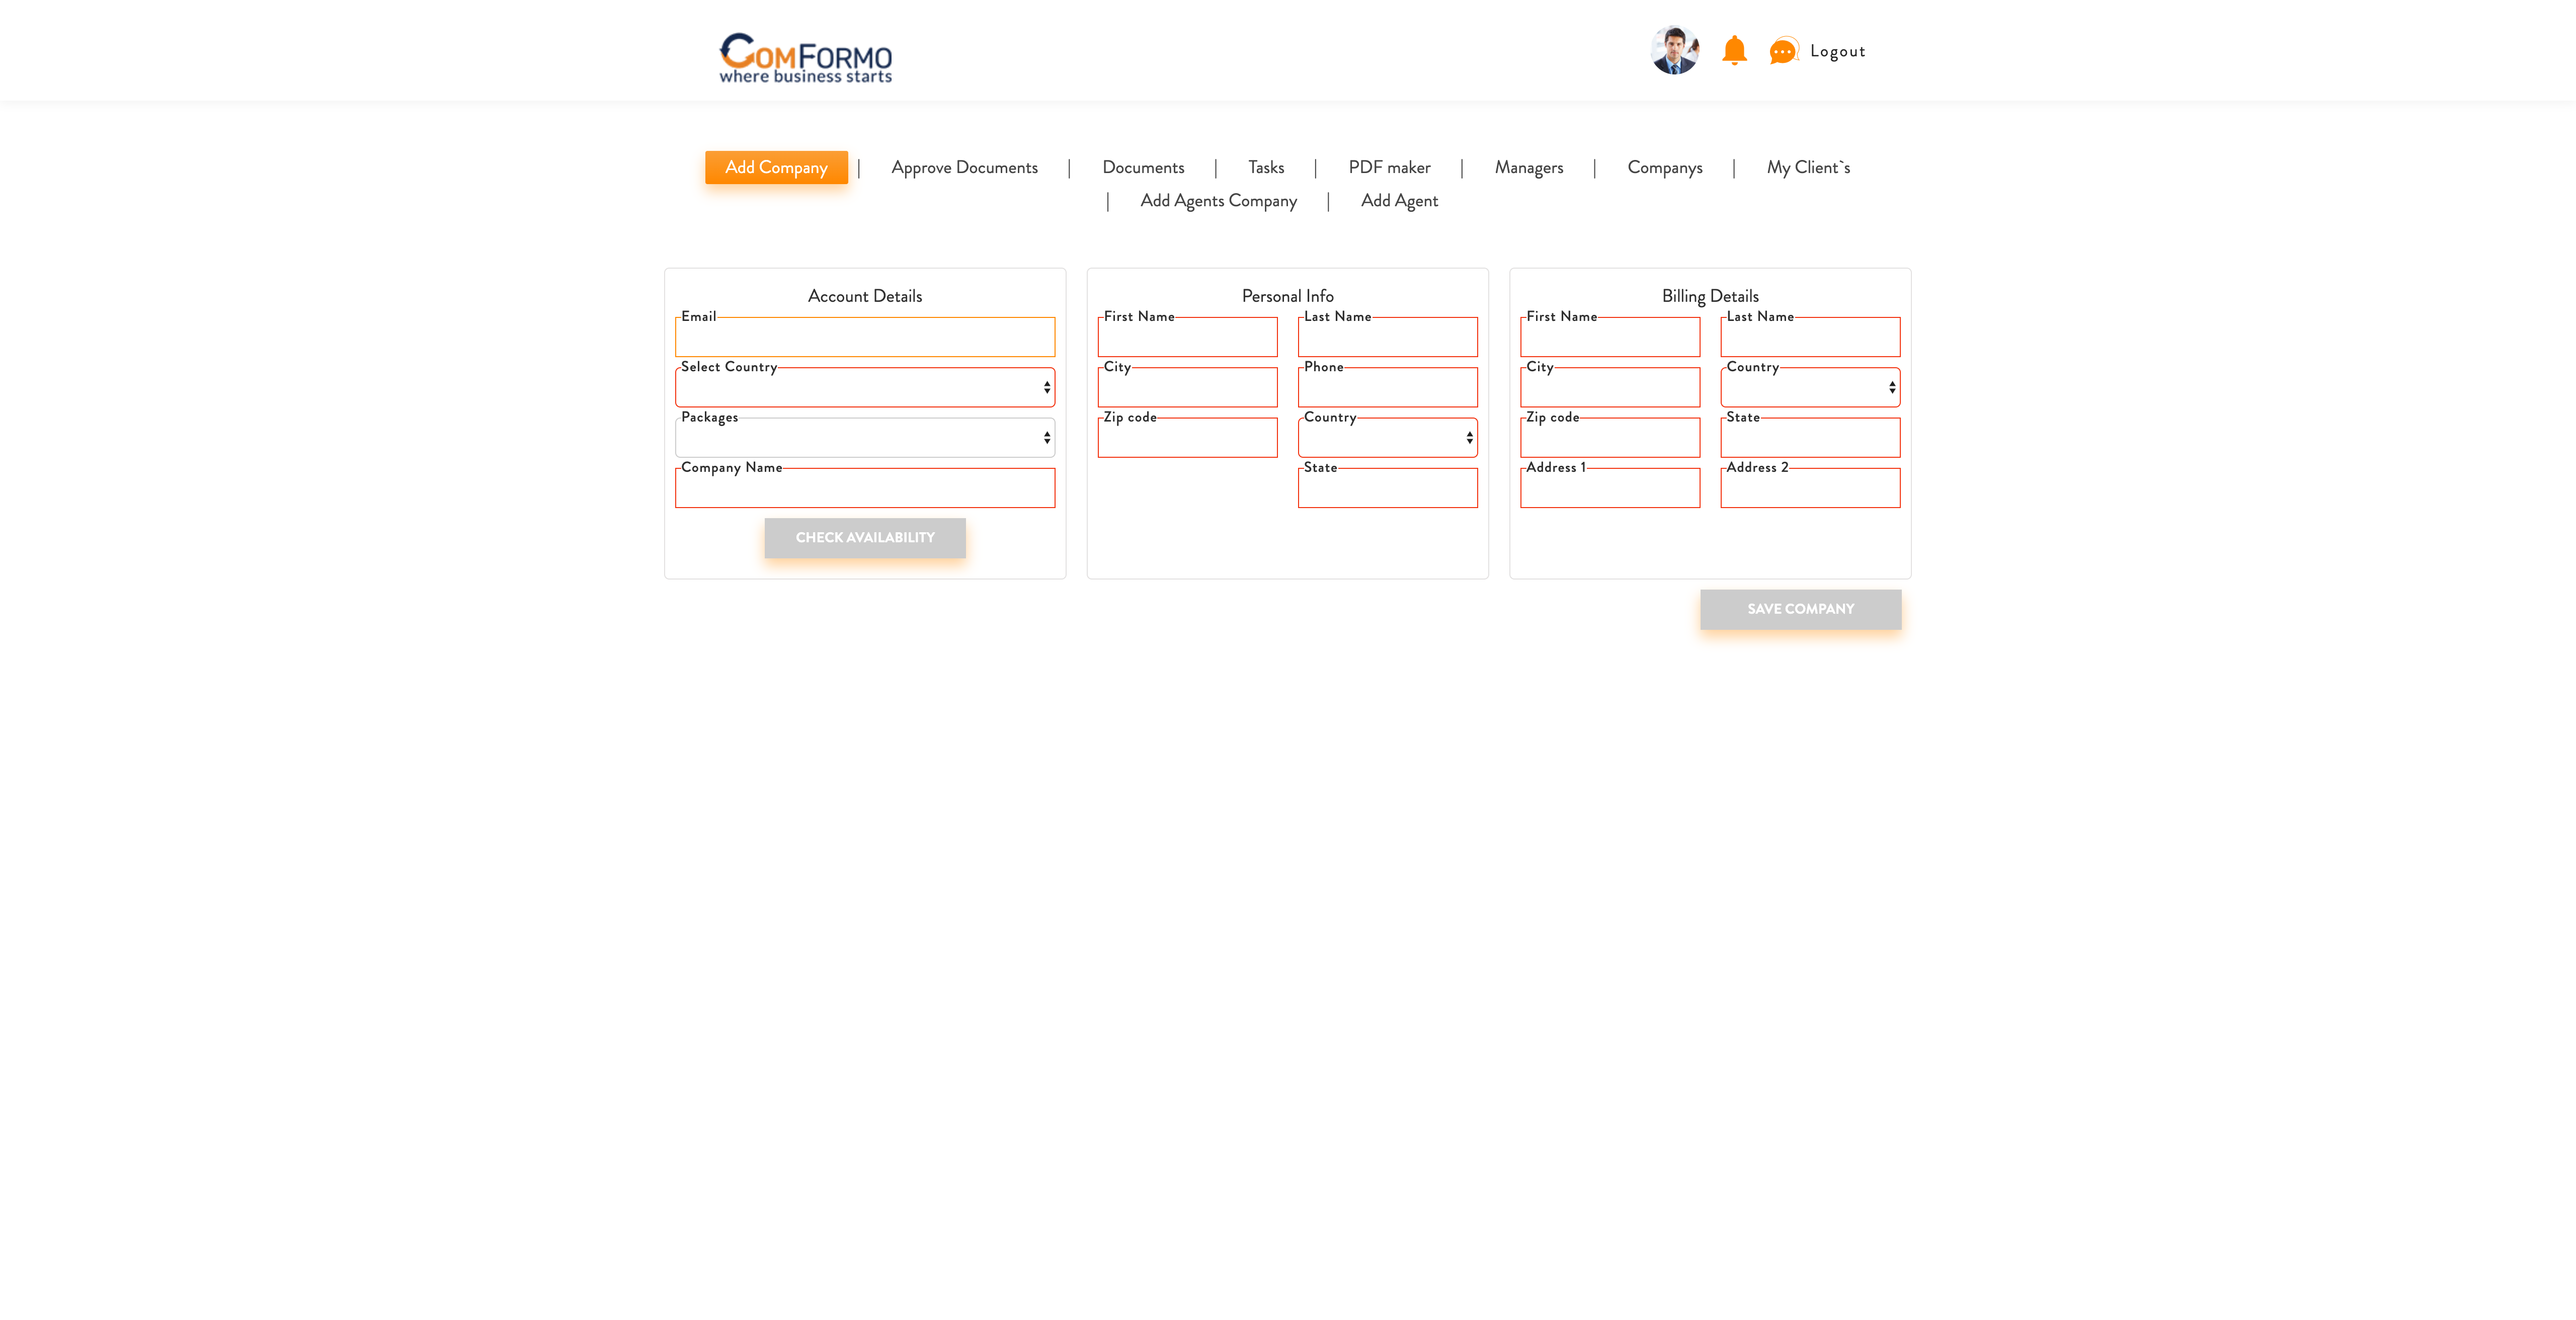 COMFORMO
where business starts
Logout
Add Company | Approve Documents | Documents | Tasks | PDF maker | Managers | Companys | My Client`s
| Add Agents Company | Add Agent
Account Details
Email
Select Country
Packages
Company Name
CHECK AVAILABILITY
Personal Info
First Name Last Name
City Phone
Zip code Country
State
Billing Details
First Name Last Name
City Country
Zip code State
Address 1 Address 2
SAVE COMPANY